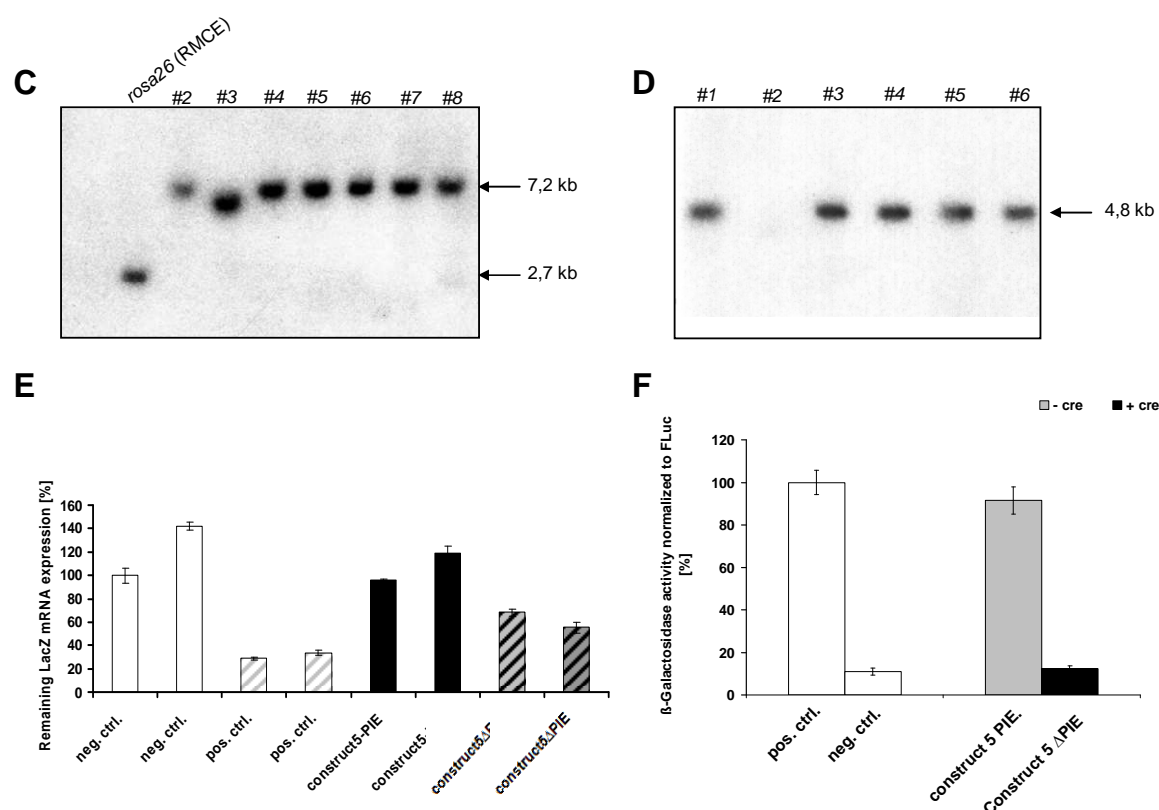 C
rosa26 (RMCE)
#2 #3 #4 #5 #6 #7 #8
7,2 kb
2,7 kb
D
#1 #2 #3 #4 #5 #6
4,8 kb
E
Remaining LacZ mRNA expression [%]
160
140
120
100
80
60
40
20
0
neg. ctrl.
neg. ctrl.
pos. ctrl.
pos. ctrl.
construct5-PIE
construct5
construct5Δ
construct5ΔPIE
F
- cre + cre
ß-Galactosidase activity normalized to FLuc
[%]
120
100
80
60
40
20
0
pos. ctrl.
neg. ctrl.
construct 5 PIE.
Construct 5 ΔPIE